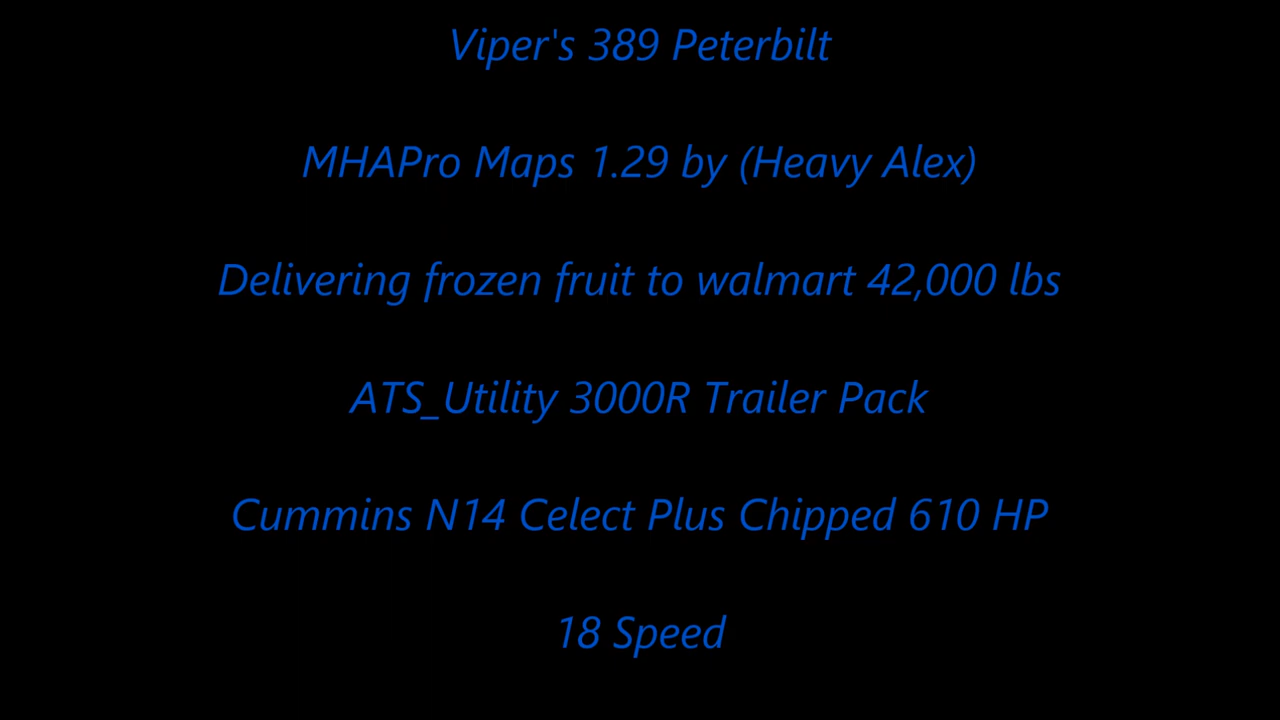 Viper's 389 Peterbilt
MHAPro Maps 1.29 by (Heavy Alex)
Delivering frozen fruit to walmart 42,000 lbs
ATS_Utility 3000R Trailer Pack
Cummins N14 Celect Plus Chipped 610 HP
18 Speed